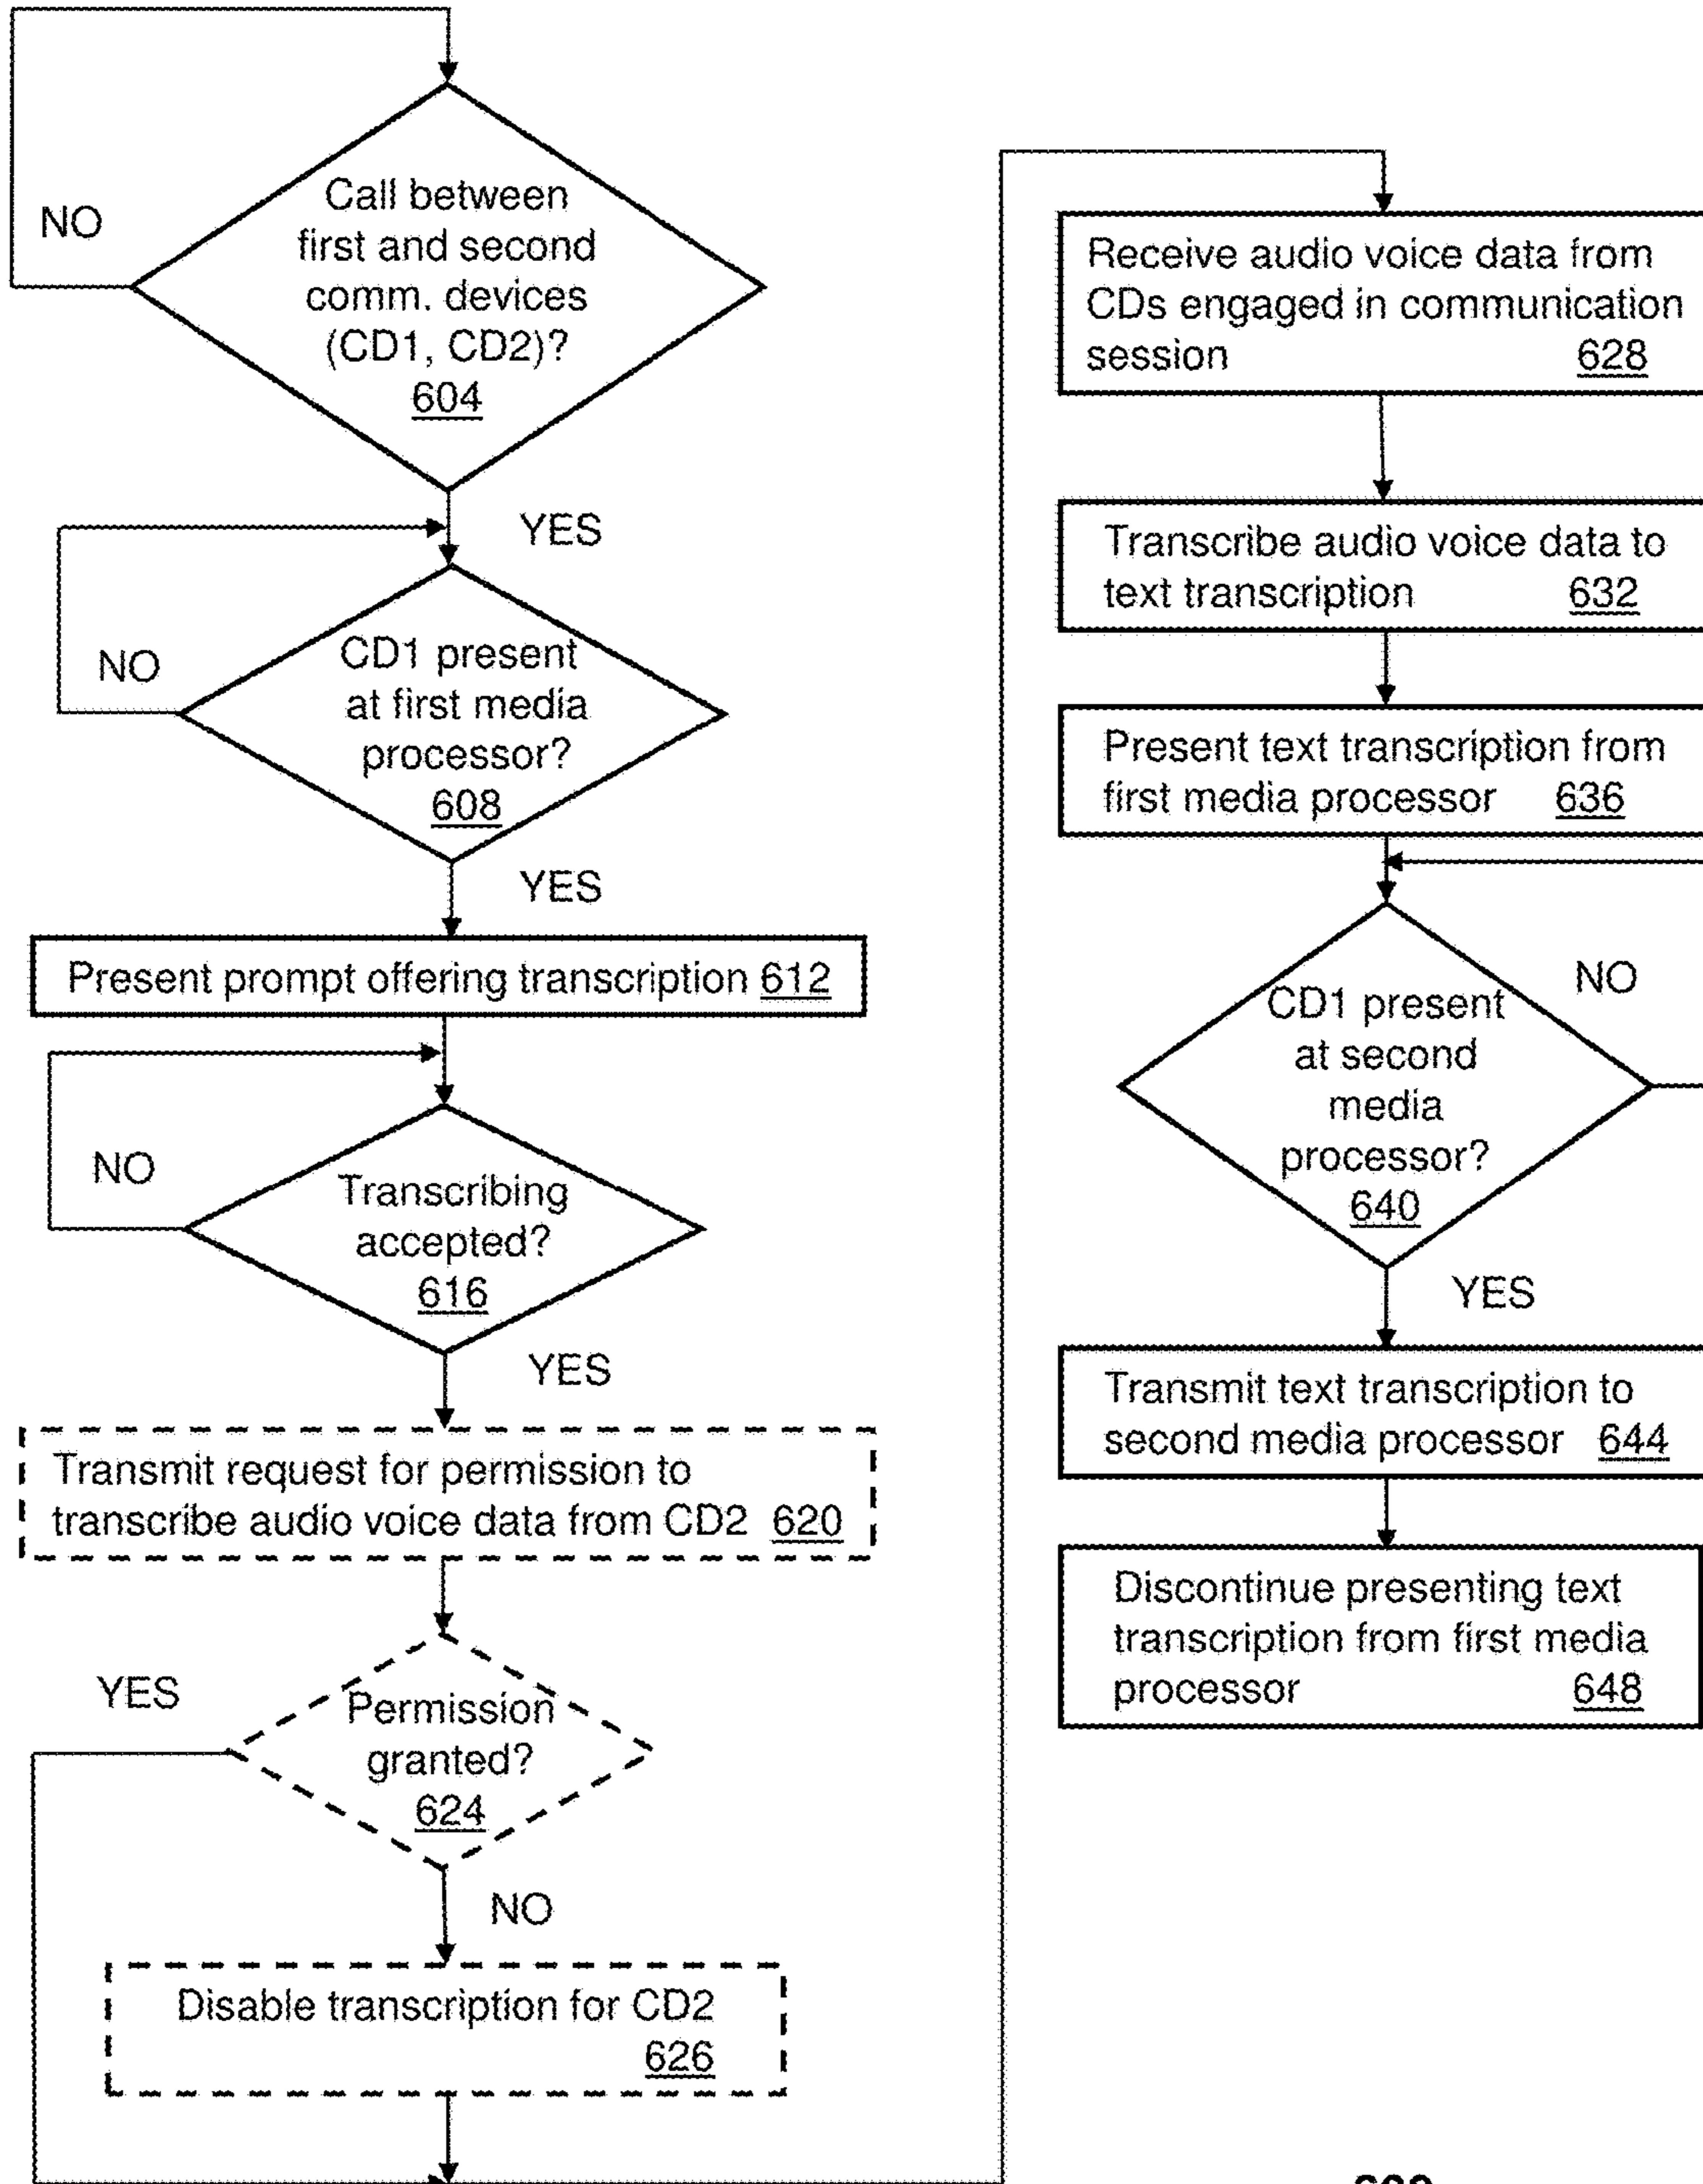 Call between
first and second
comm. devices
(CD1, CD2)?
604
NO
YES
CD1 present
at first media
processor?
608
NO
YES
Present prompt offering transcription 612
NO
Transcribing
accepted?
616
YES
Transmit request for permission to
transcribe audio voice data from CD2 620
YES
Permission
granted?
624
NO
Disable transcription for CD2
626
Receive audio voice data from
CDs engaged in communication
session 628
Transcribe audio voice data to
text transcription 632
Present text transcription from
first media processor 636
NO
CD1 present
at second
media
processor?
640
YES
Transmit text transcription to
second media processor 644
Discontinue presenting text
transcription from first media
processor 648